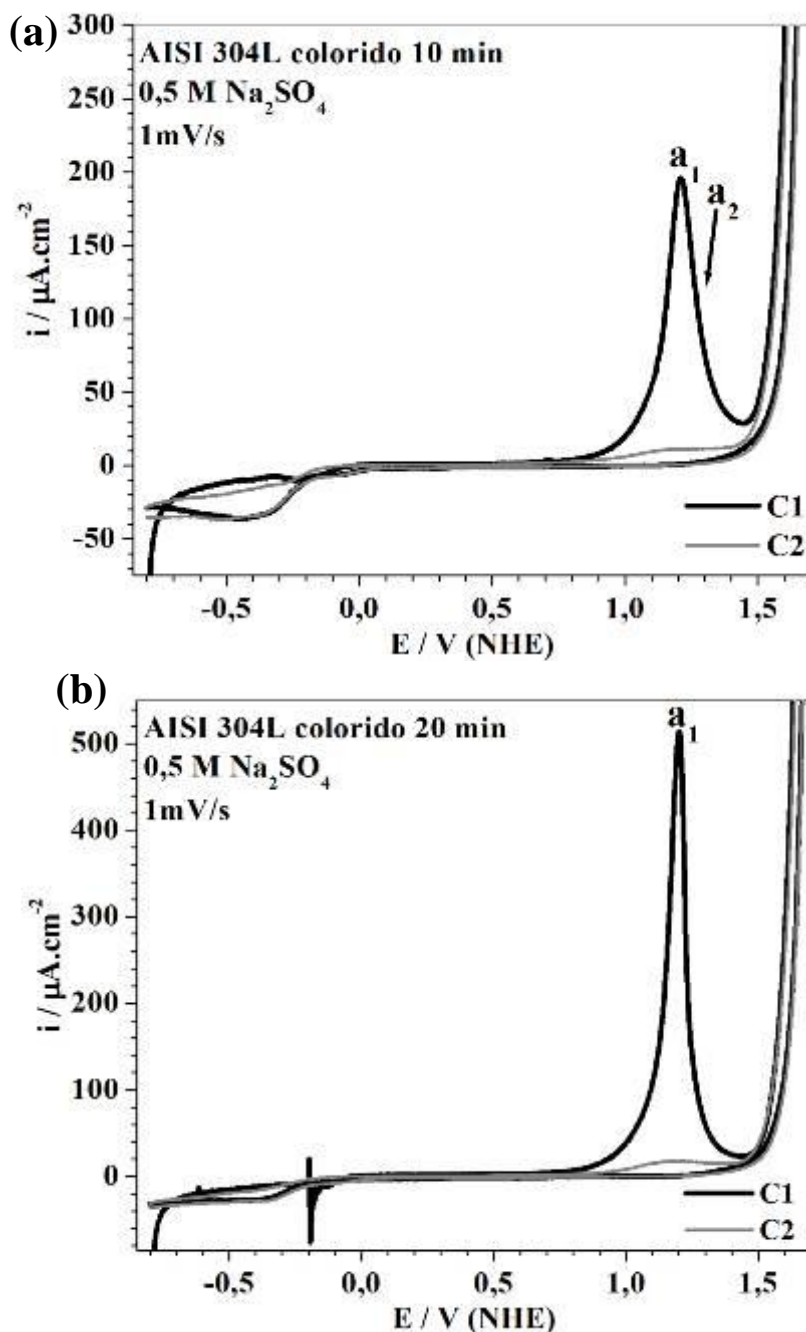 (a)
AISI 304L colorido 10 min
0,5 M Na₂SO₄
1mV/s
a₁
a₂
300
250
200
150
100
50
0
-50
i / µA.cm⁻²
C1
C2
-0,5 0,0 0,5 1,0 1,5
E / V (NHE)
(b)
AISI 304L colorido 20 min
0,5 M Na₂SO₄
1mV/s
a₁
500
400
300
200
100
0
i / µA.cm⁻²
C1
C2
-0,5 0,0 0,5 1,0 1,5
E / V (NHE)